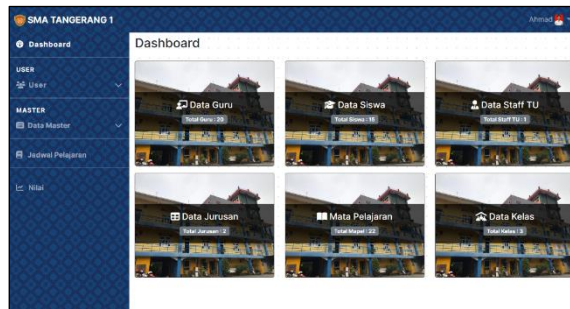 SMA TANGERANG 1
Ahmad
Dashboard
Dashboard
USER
User
MASTER
Data Master
Jadwal Pelajaran
Nilai
Data Guru
Total Guru : 20
Data Siswa
Total Siswa : 16
Data Staff TU
Total Staff TU : 1
Data Jurusan
Total Jurusan : 2
Mata Pelajaran
Total Mapel : 22
Data Kelas
Total Kelas : 3